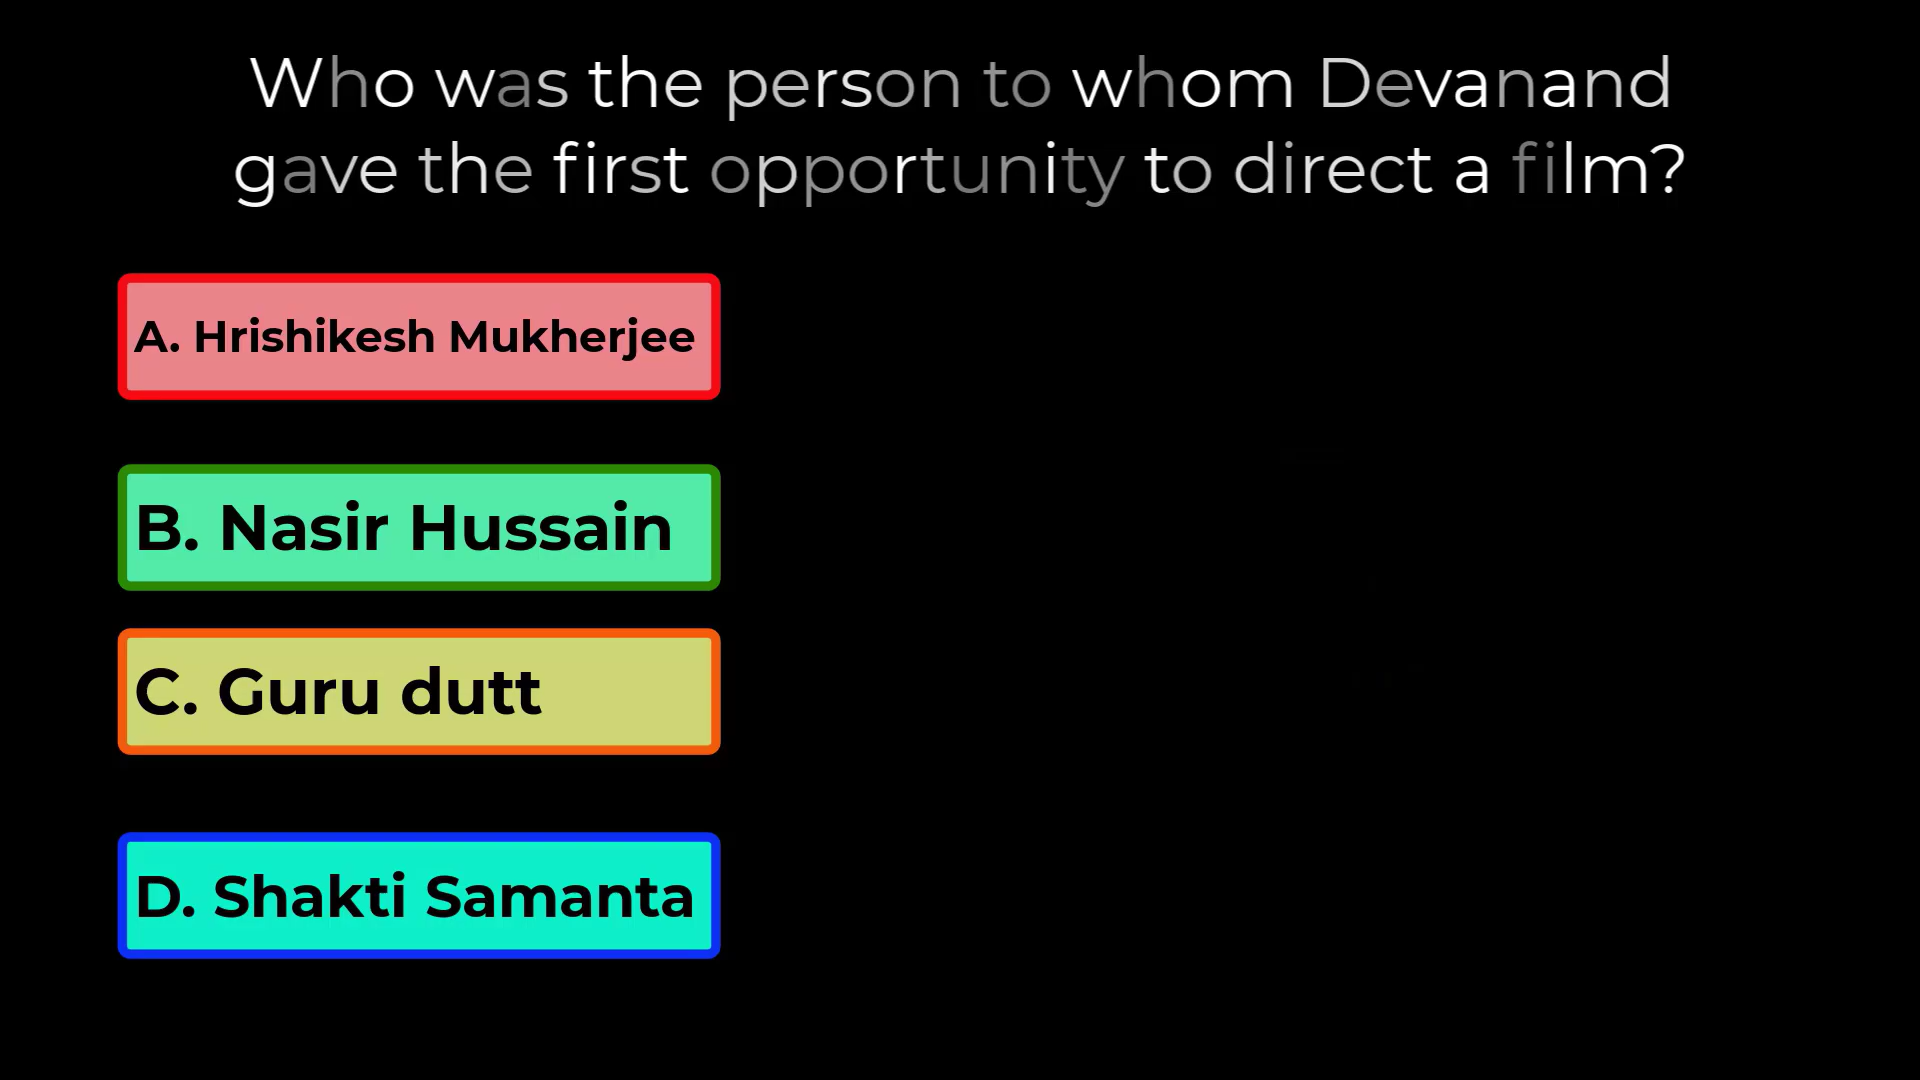 Who was the person to whom Devanand
gave the first opportunity to direct a film?
A. Hrishikesh Mukherjee
B. Nasir Hussain
C. Guru dutt
D. Shakti Samanta